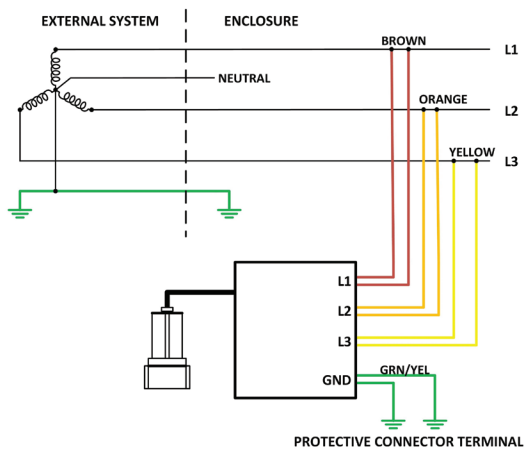 EXTERNAL SYSTEM
ENCLOSURE
BROWN
L1
NEUTRAL
ORANGE
L2
YELLOW
L3
L1
L2
L3
GND
GRN/YEL
PROTECTIVE CONNECTOR TERMINAL